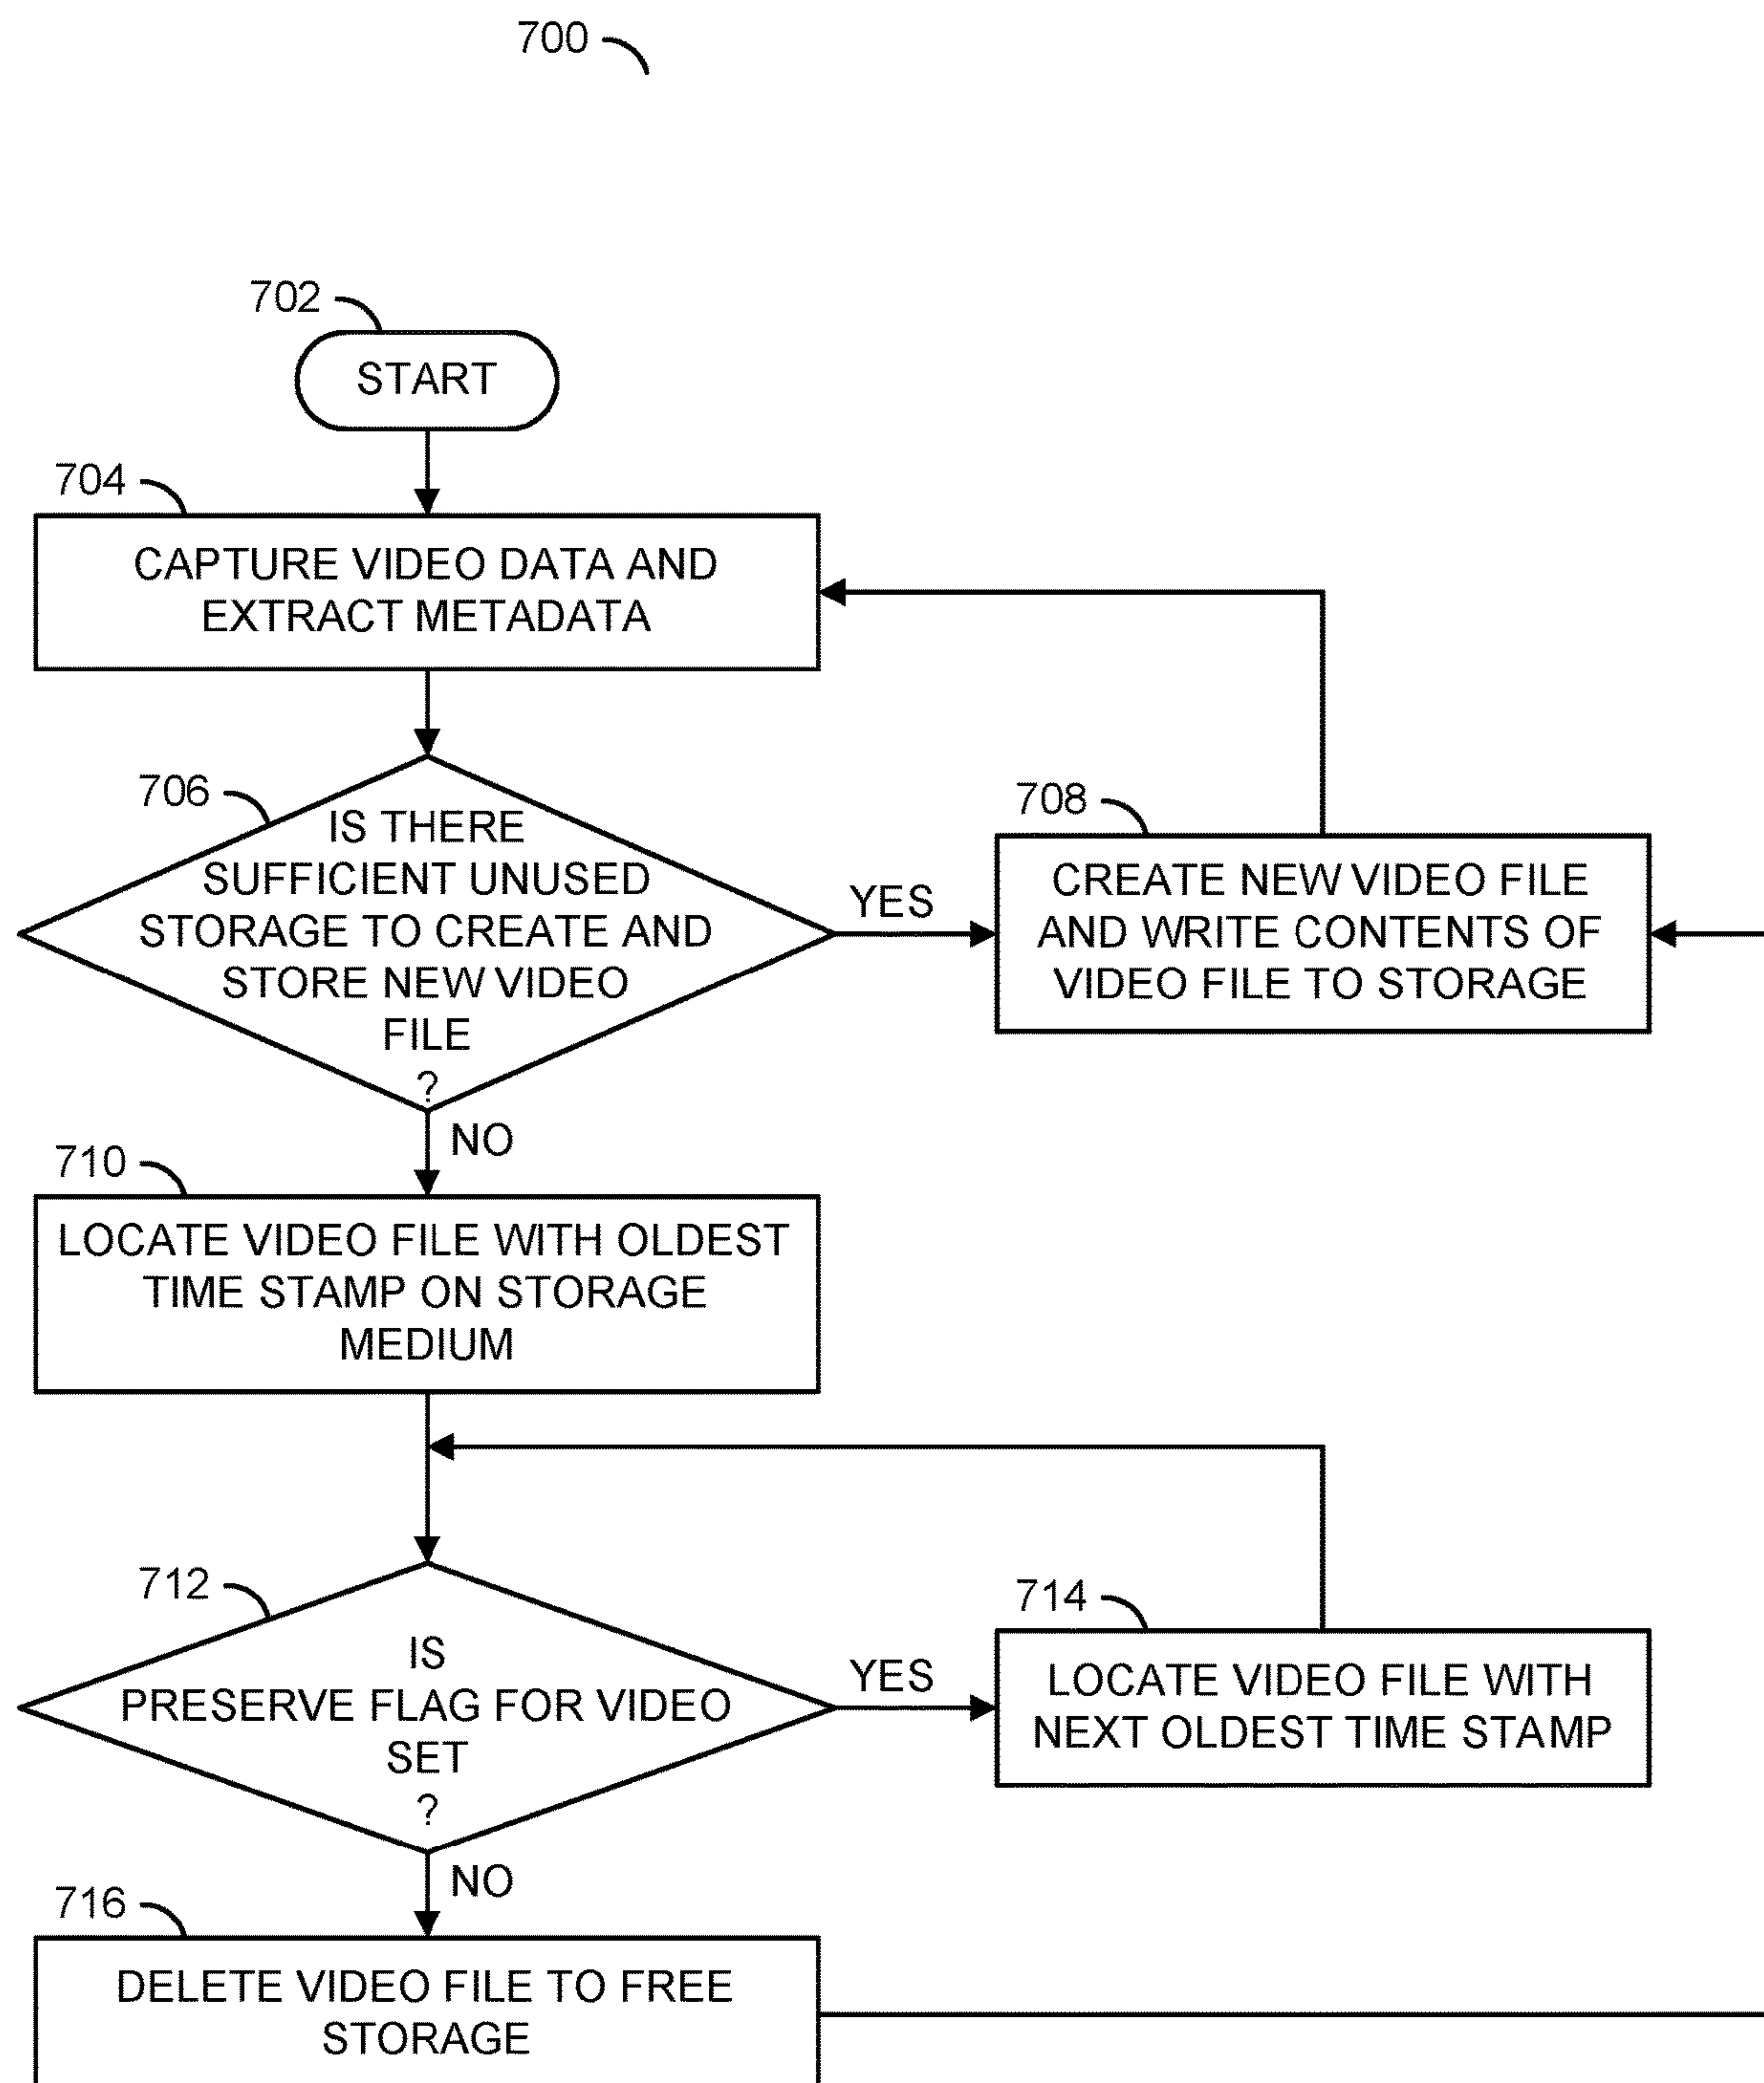 700
702
START
704
CAPTURE VIDEO DATA AND
EXTRACT METADATA
706
IS THERE
SUFFICIENT UNUSED
STORAGE TO CREATE AND
STORE NEW VIDEO
FILE
?
YES
708
CREATE NEW VIDEO FILE
AND WRITE CONTENTS OF
VIDEO FILE TO STORAGE
NO
710
LOCATE VIDEO FILE WITH OLDEST
TIME STAMP ON STORAGE
MEDIUM
712
IS
PRESERVE FLAG FOR VIDEO
SET
?
YES
714
LOCATE VIDEO FILE WITH
NEXT OLDEST TIME STAMP
NO
716
DELETE VIDEO FILE TO FREE
STORAGE